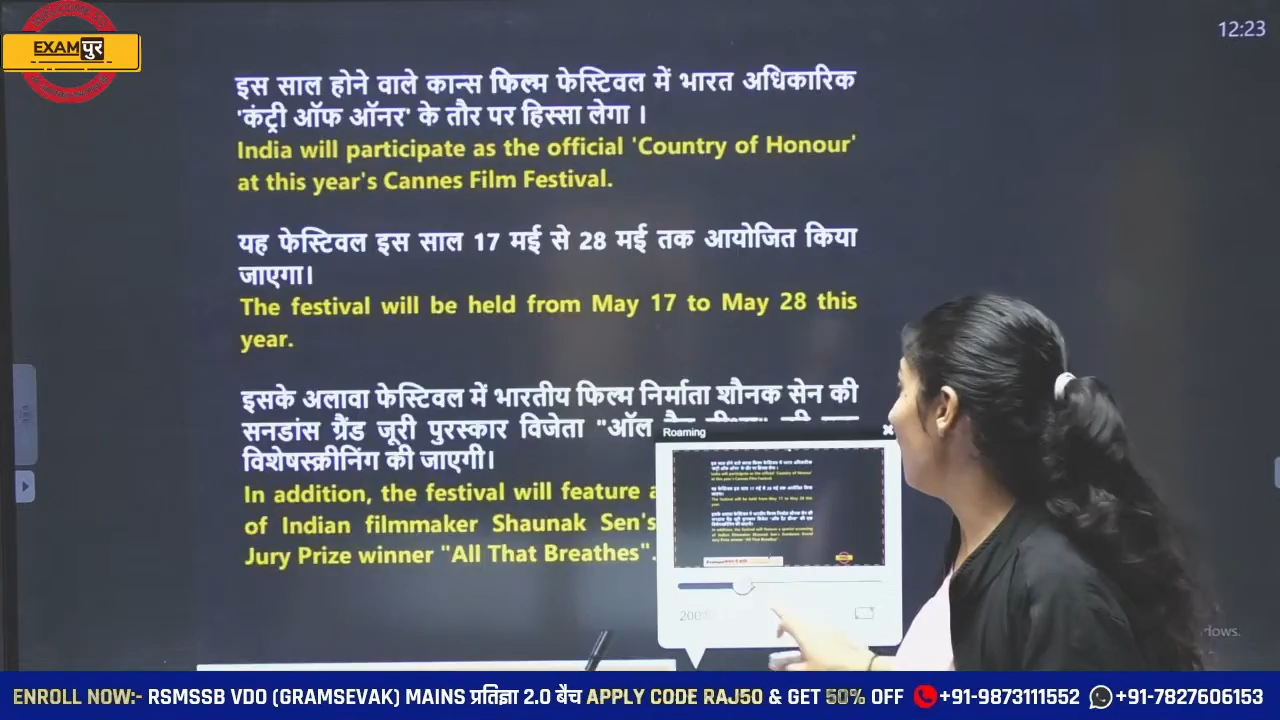 EXAMपुर
12:23
इस साल होने वाले कान्स फिल्म फेस्टिवल में भारत अधिकारिक
'कंट्री ऑफ ऑनर' के तौर पर हिस्सा लेगा ।
India will participate as the official 'Country of Honour'
at this year's Cannes Film Festival.
यह फेस्टिवल इस साल 17 मई से 28 मई तक आयोजित किया
जाएगा।
The festival will be held from May 17 to May 28 this
year.
इसके अलावा फेस्टिवल में भारतीय फिल्म निर्माता शौनक सेन की
सनडांस ग्रैंड जूरी पुरस्कार विजेता "ऑल
विशेषस्क्रीनिंग की जाएगी।
In addition, the festival will feature
of Indian filmmaker Shaunak Sen's
Jury Prize winner "All That Breathes".
Roaming
ENROLL NOW:- RSMSSB VDO (GRAMSEVAK) MAINS प्रतिज्ञा 2.0 बैच APPLY CODE RAJ50 & GET 50% OFF +91-9873111552 +91-7827606153